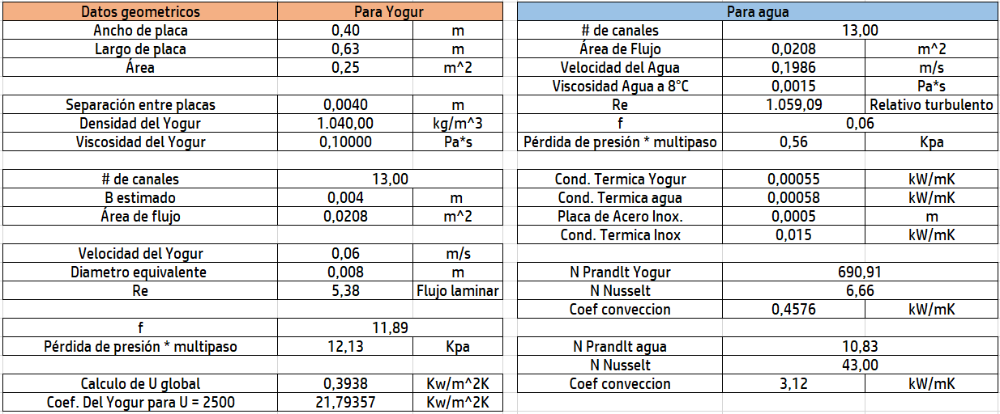 Datos geometricos Para Yogur
Ancho de placa 0,40 m
Largo de placa 0,63 m
Área 0,25 m^2
Separación entre placas 0,0040 m
Densidad del Yogur 1.040,00 kg/m^3
Viscosidad del Yogur 0,10000 Pa*s
# de canales 13,00
B estimado 0,004 m
Área de flujo 0,0208 m^2
Velocidad del Yogur 0,06 m/s
Diametro equivalente 0,008 m
Re 5,38 Flujo laminar
f 11,89
Pérdida de presión * multipaso 12,13 Kpa
Calculo de U global 0,3938 Kw/m^2K
Coef. Del Yogur para U = 2500 21,79357 Kw/m^2K
Para agua
# de canales 13,00
Área de Flujo 0,0208 m^2
Velocidad del Agua 0,1986 m/s
Viscosidad Agua a 8°C 0,0015 Pa*s
Re 1.059,09 Relativo turbulento
f 0,06
Pérdida de presión * multipaso 0,56 Kpa
Cond. Termica Yogur 0,00055 kW/mK
Cond. Termica agua 0,00058 kW/mK
Placa de Acero Inox. 0,0005 m
Cond. Termica Inox 0,015 kW/mK
N Prandlt Yogur 690,91
N Nusselt 6,66
Coef conveccion 0,4576 kW/mK
N Prandlt agua 10,83
N Nusselt 43,00
Coef conveccion 3,12 kW/mK